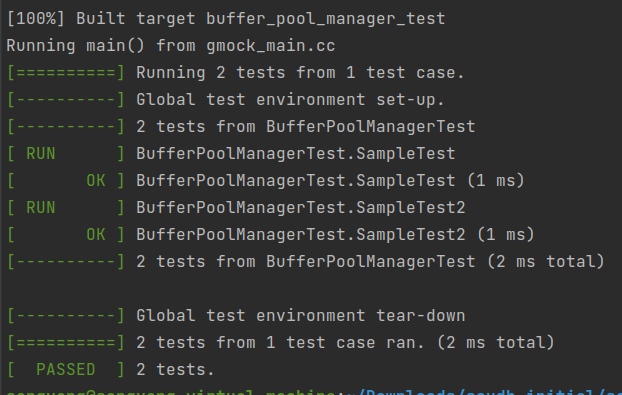 [100%] Built target buffer_pool_manager_test
Running main() from gmock_main.cc
[==========] Running 2 tests from 1 test case.
[----------] Global test environment set-up.
[----------] 2 tests from BufferPoolManagerTest
[ RUN      ] BufferPoolManagerTest.SampleTest
[       OK ] BufferPoolManagerTest.SampleTest (1 ms)
[ RUN      ] BufferPoolManagerTest.SampleTest2
[       OK ] BufferPoolManagerTest.SampleTest2 (1 ms)
[----------] 2 tests from BufferPoolManagerTest (2 ms total)
[----------] Global test environment tear-down
[==========] 2 tests from 1 test case ran. (2 ms total)
[  PASSED  ] 2 tests.